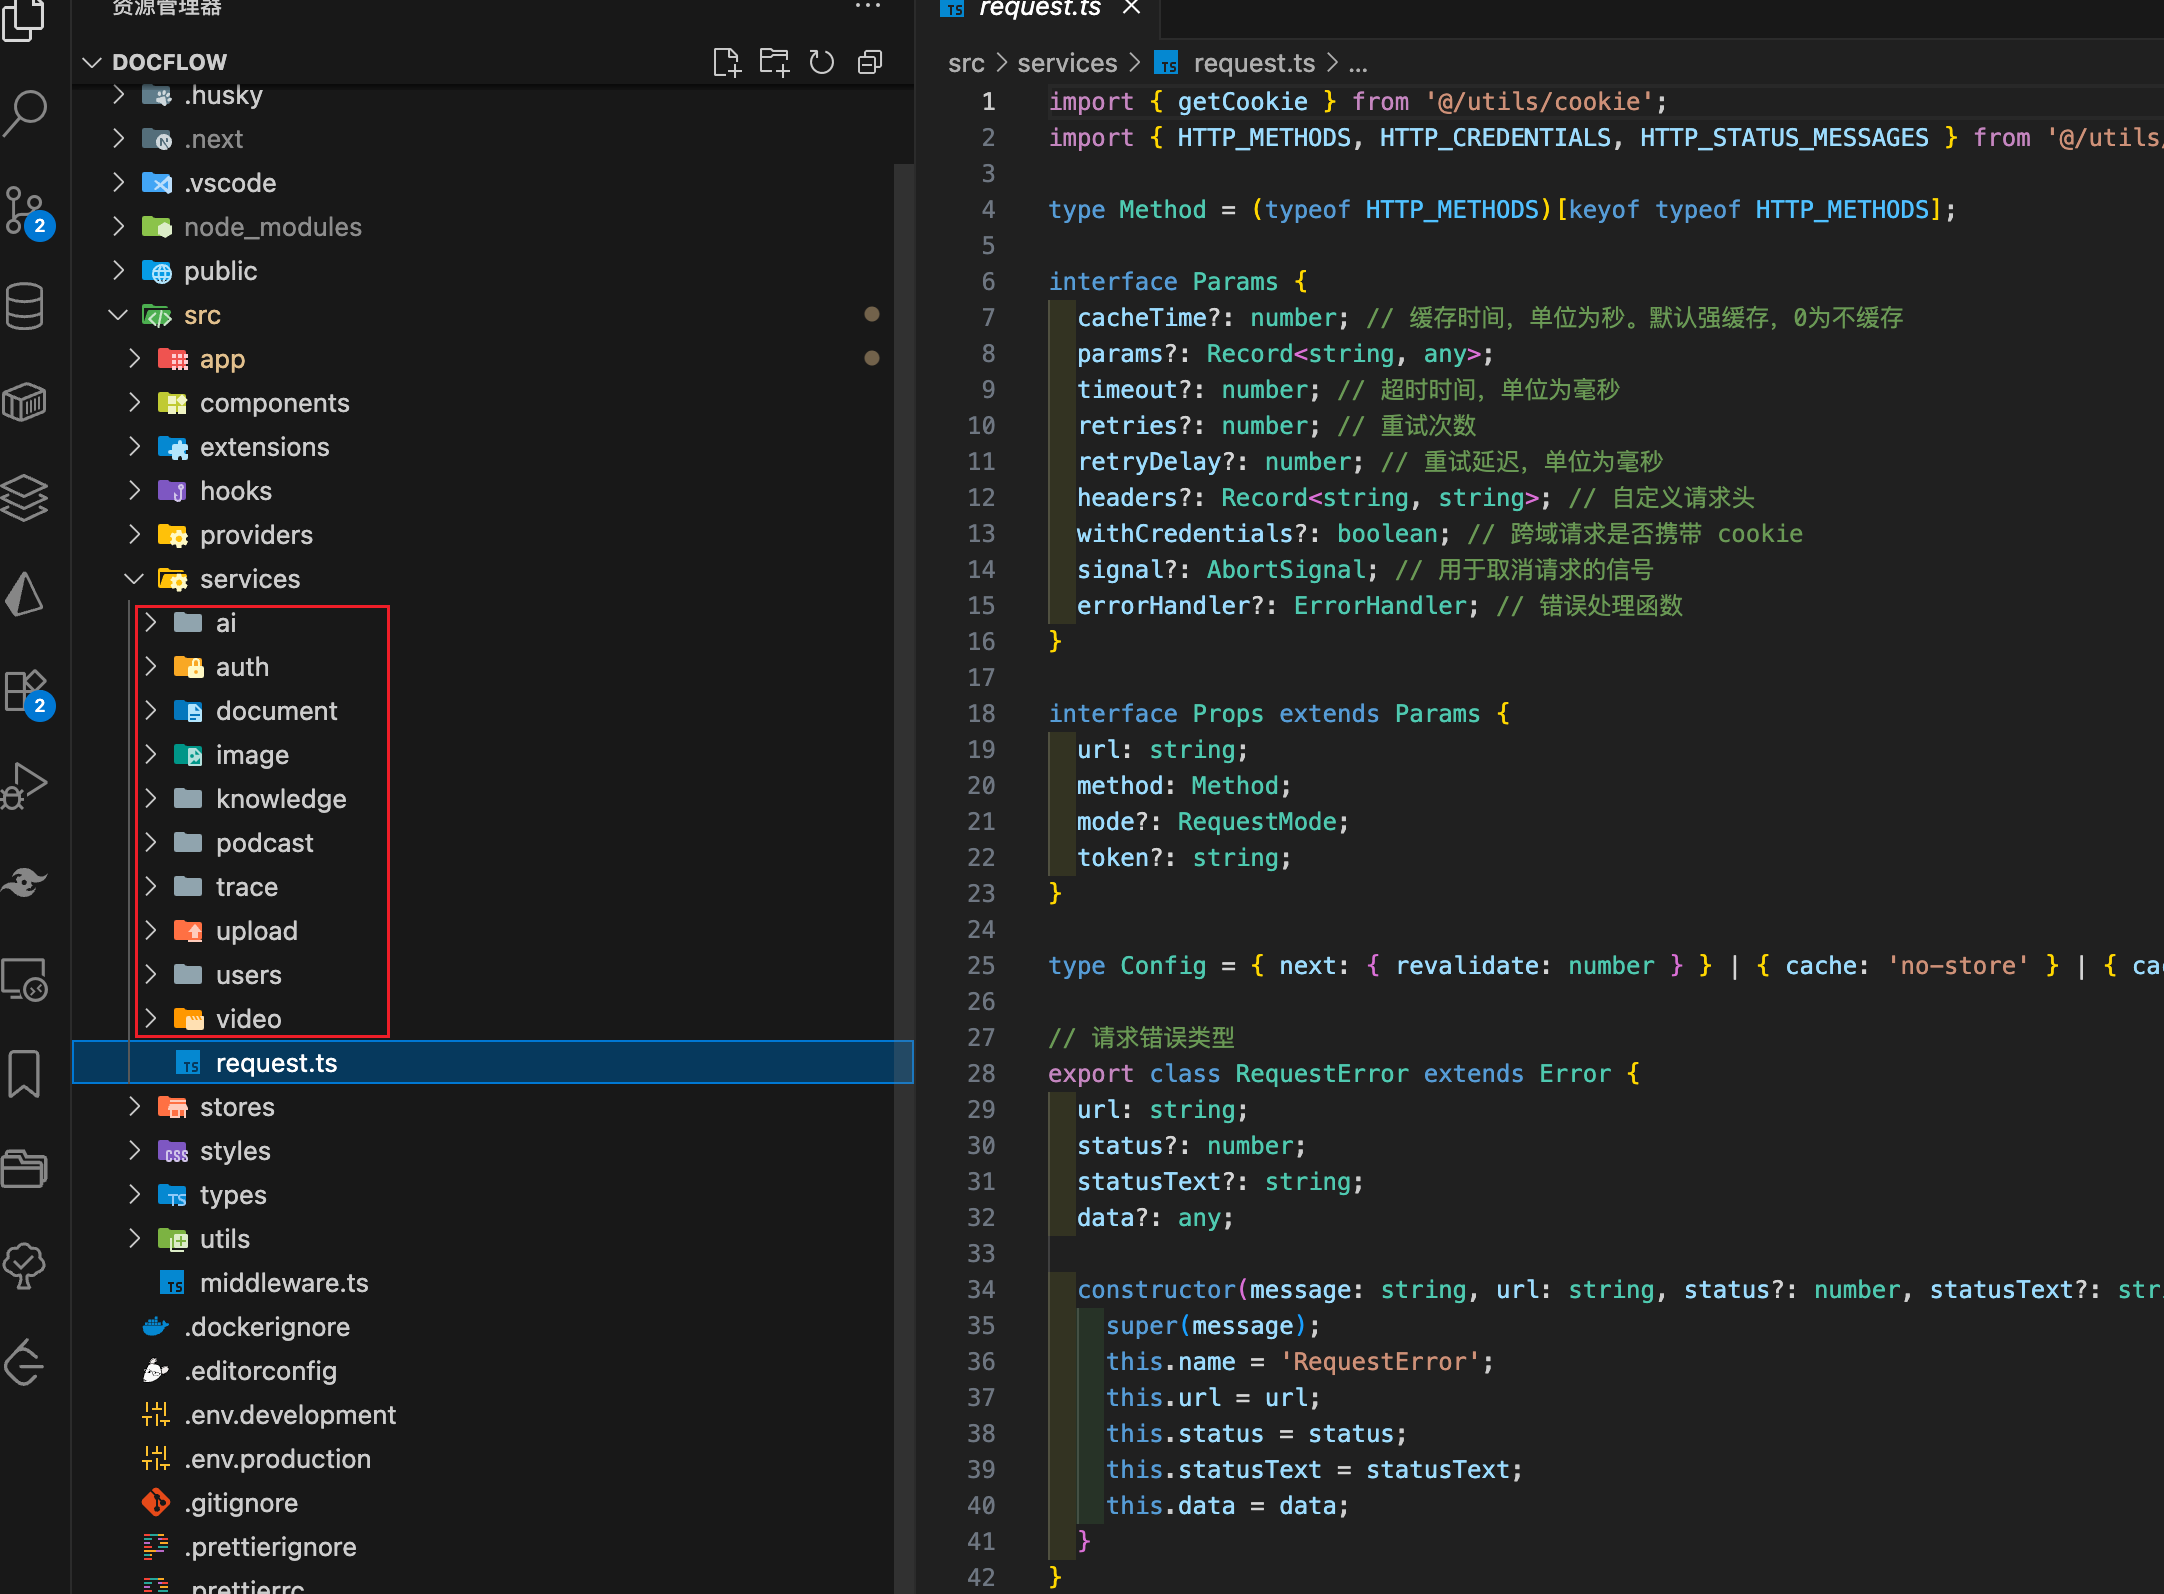 资源管理器
DOCFLOW
.husky
.next
.vscode
node_modules
public
src
app
components
extensions
hooks
providers
services
ai
auth
document
image
knowledge
podcast
trace
upload
users
video
request.ts
stores
styles
types
utils
middleware.ts
.dockerignore
.editorconfig
.env.development
.env.production
.gitignore
.prettierignore
.prettierrc
2
2
request.ts
src > services > TS request.ts > ...
1 import { getCookie } from '@/utils/cookie';
2 import { HTTP_METHODS, HTTP_CREDENTIALS, HTTP_STATUS_MESSAGES } from '@/utils/
3
4 type Method = (typeof HTTP_METHODS)[keyof typeof HTTP_METHODS];
5
6 interface Params {
7 cacheTime?: number; // 缓存时间，单位为秒。默认强缓存，0为不缓存
8 params?: Record<string, any>;
9 timeout?: number; // 超时时间，单位为毫秒
10 retries?: number; // 重试次数
11 retryDelay?: number; // 重试延迟，单位为毫秒
12 headers?: Record<string, string>; // 自定义请求头
13 withCredentials?: boolean; // 跨域请求是否携带 cookie
14 signal?: AbortSignal; // 用于取消请求的信号
15 errorHandler?: ErrorHandler; // 错误处理函数
16 }
17
18 interface Props extends Params {
19 url: string;
20 method: Method;
21 mode?: RequestMode;
22 token?: string;
23 }
24
25 type Config = { next: { revalidate: number } } | { cache: 'no-store' } | { ca
26
27 // 请求错误类型
28 export class RequestError extends Error {
29 url: string;
30 status?: number;
31 statusText?: string;
32 data?: any;
33
34 constructor(message: string, url: string, status?: number, statusText?: str
35 super(message);
36 this.name = 'RequestError';
37 this.url = url;
38 this.status = status;
39 this.statusText = statusText;
40 this.data = data;
41 }
42 }